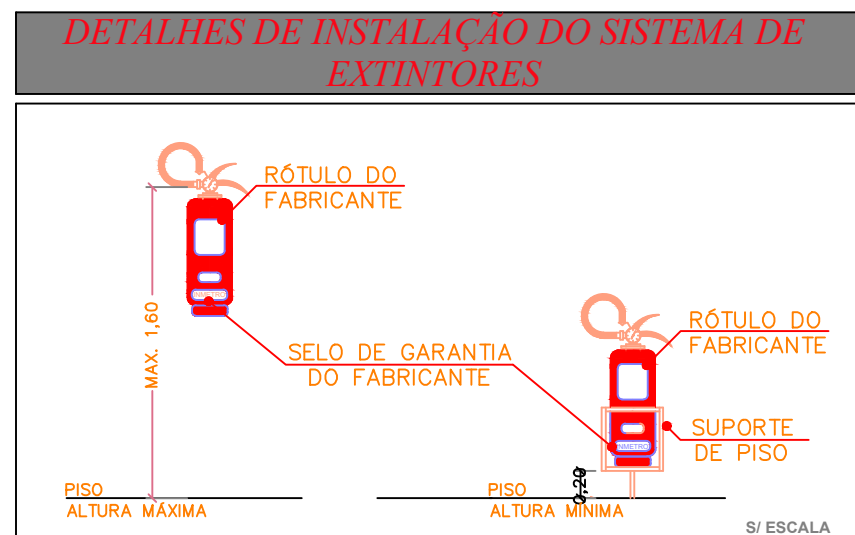 DETALHES DE INSTALAÇÃO DO SISTEMA DE
EXTINTORES
RÓTULO DO
FABRICANTE
INMETRO
MAX. 1,60
SELO DE GARANTIA
DO FABRICANTE
PISO
ALTURA MÁXIMA
RÓTULO DO
FABRICANTE
INMETRO
SUPORTE
DE PISO
0,20
PISO
ALTURA MÍNIMA
S/ ESCALA